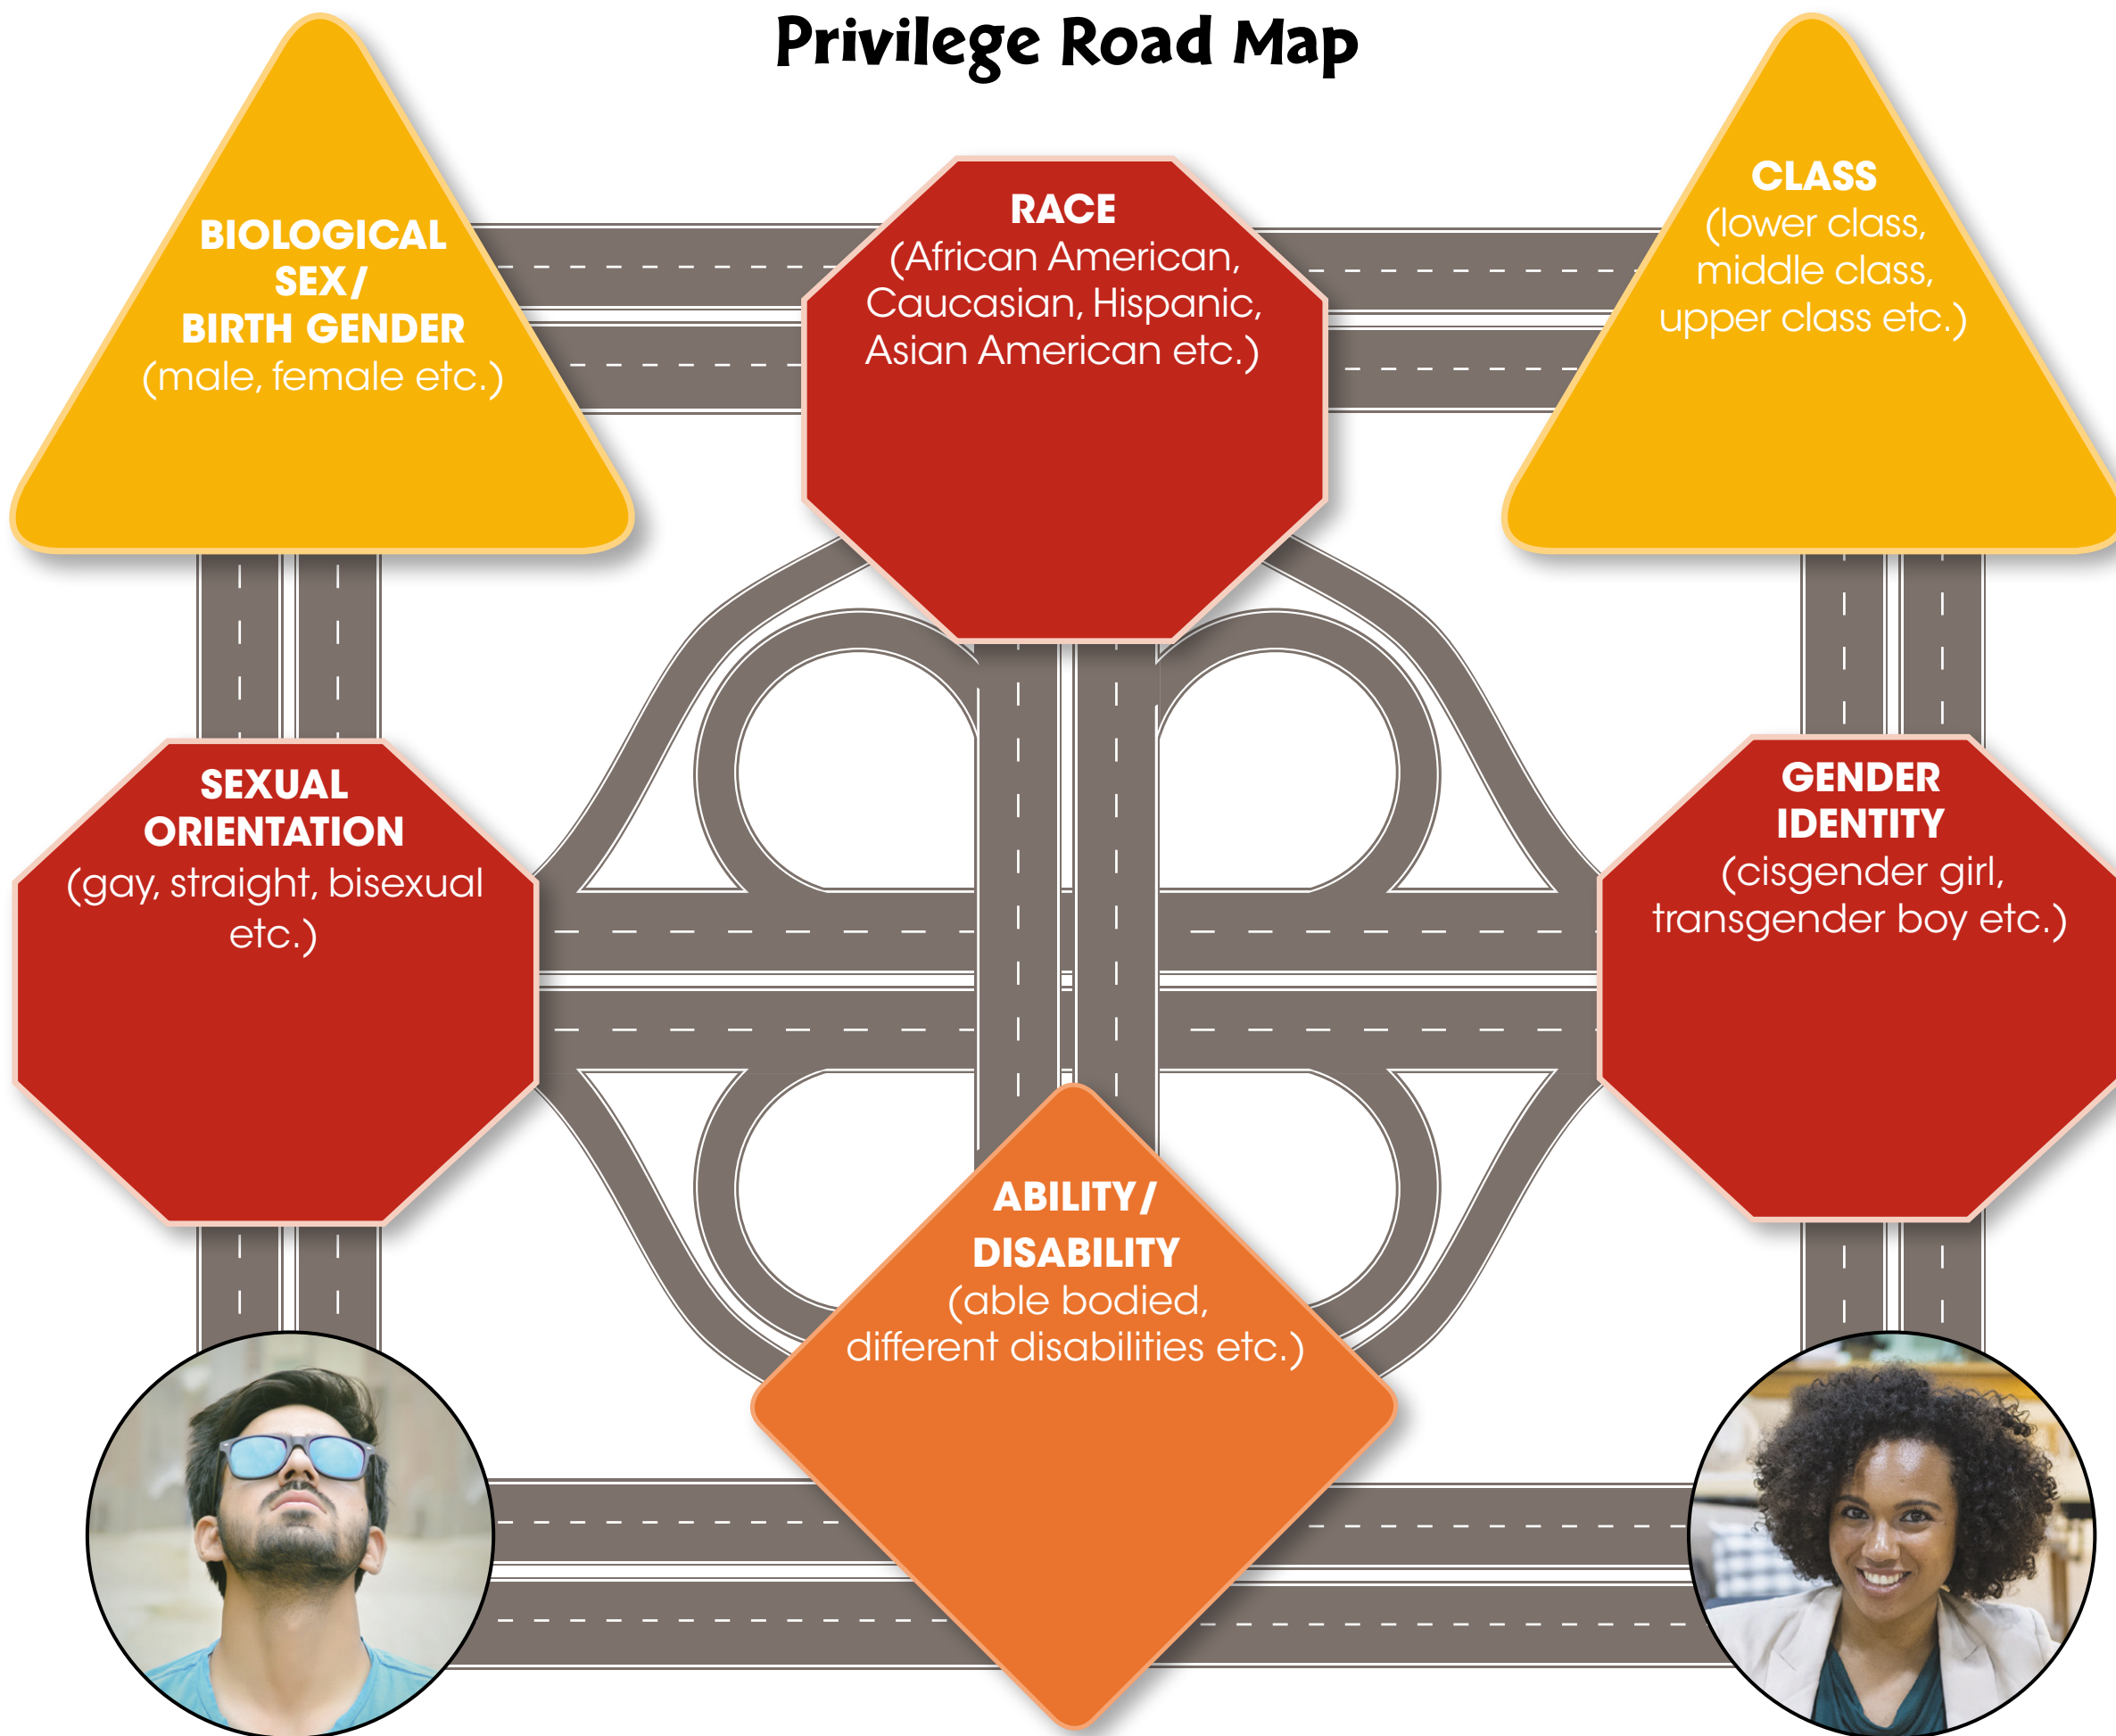 Privilege Road Map
BIOLOGICAL
SEX/
BIRTH GENDER
(male, female etc.)
RACE
(African American,
Caucasian, Hispanic,
Asian American etc.)
CLASS
(lower class,
middle class,
upper class etc.)
SEXUAL
ORIENTATION
(gay, straight, bisexual
etc.)
GENDER
IDENTITY
(cisgender girl,
transgender boy etc.)
ABILITY/
DISABILITY
(able bodied,
different disabilities etc.)